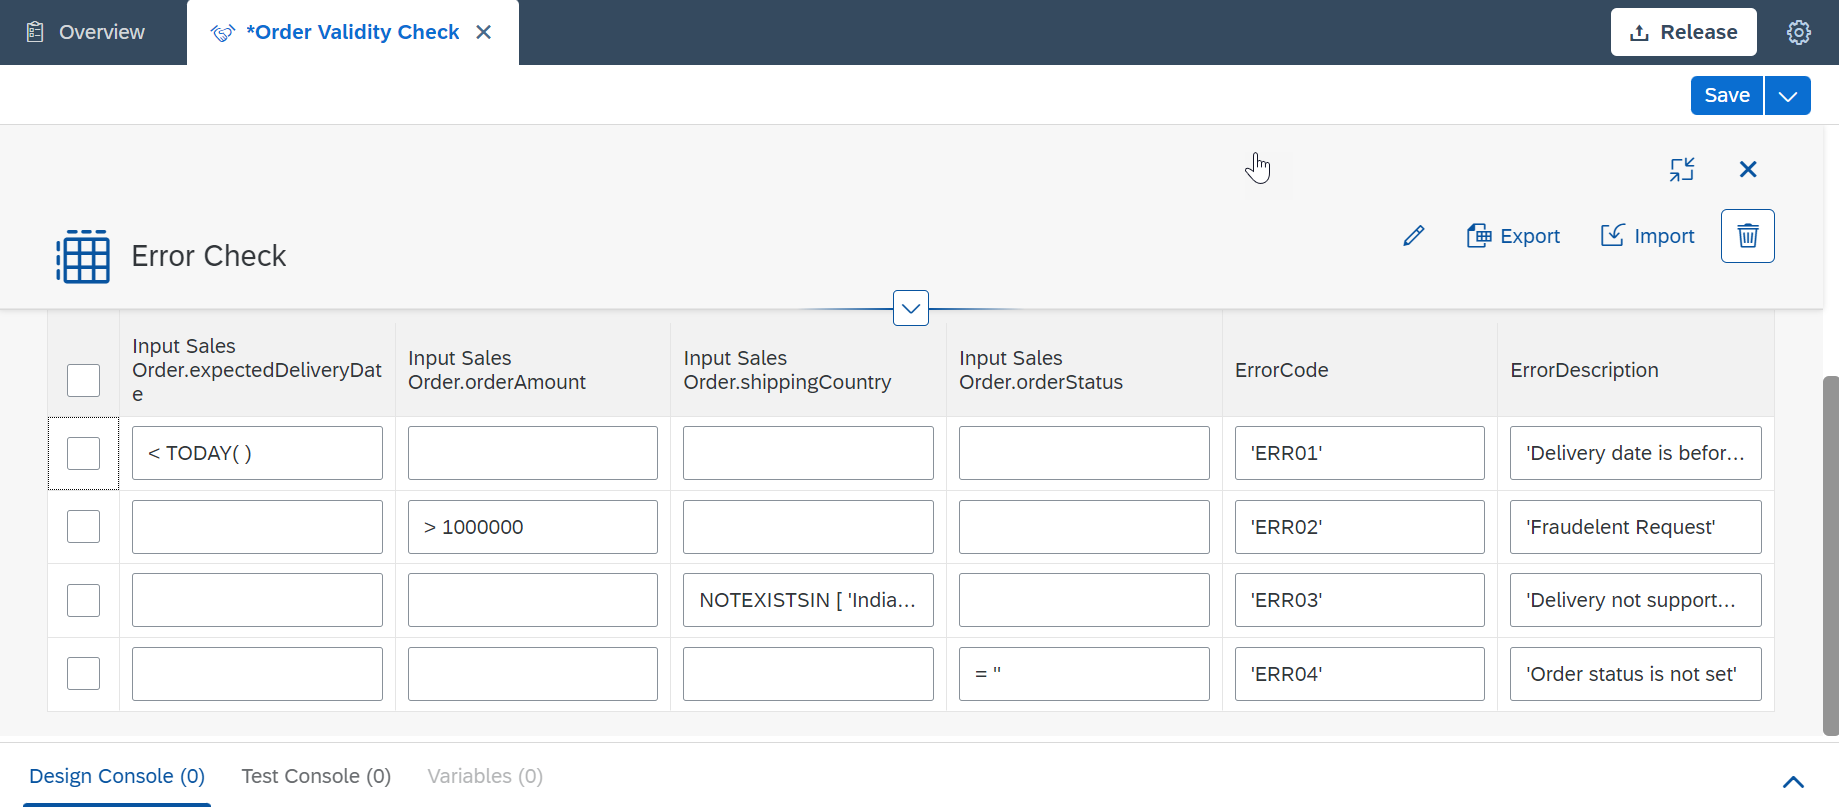 Overview
*Order Validity Check
Release
Save
Error Check
Export
Import
Input Sales
Order.expectedDeliveryDat
e
Input Sales
Order.orderAmount
Input Sales
Order.shippingCountry
Input Sales
Order.orderStatus
ErrorCode
ErrorDescription
< TODAY( )
'ERR01'
'Delivery date is befor...
> 1000000
'ERR02'
'Fraudelent Request'
NOTEXISTSIN [ 'India...
'ERR03'
'Delivery not support...
= ''
'ERR04'
'Order status is not set'
Design Console (0)
Test Console (0)
Variables (0)